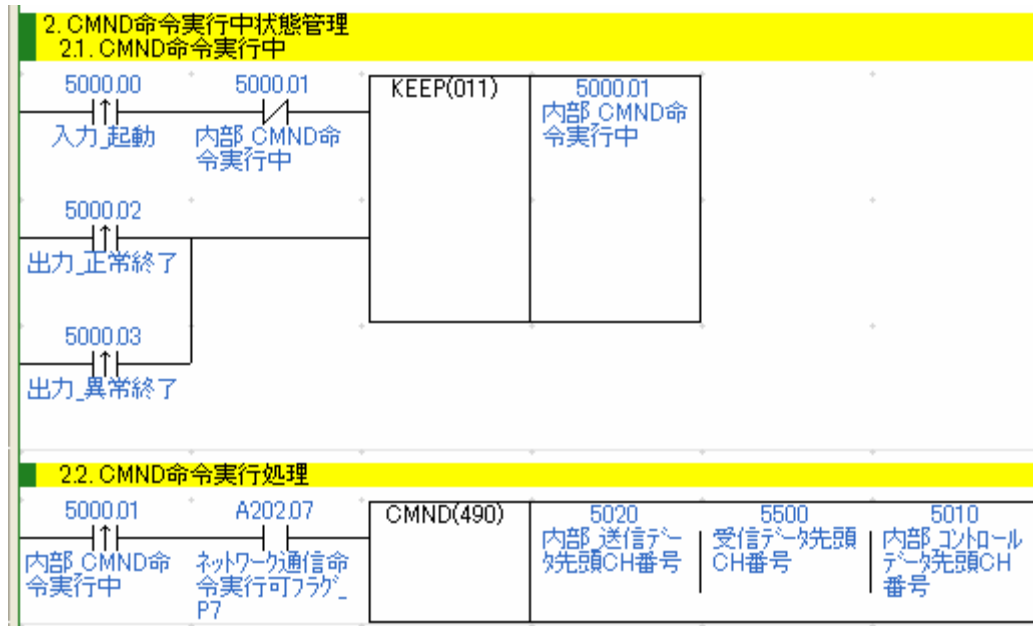 2. CMND命令実行中状態管理
2.1. CMND命令実行中
5000.00 5000.01 KEEP(011) 5000.01
入力_起動 内部_CMND命 内部_CMND命
令実行中 令実行中
5000.02
出力_正常終了
5000.03
出力_異常終了
2.2. CMND命令実行処理
5000.01 A202.07 CMND(490) 5020 5500 5010
内部_CMND命 ネットワーク通信命 内部_送信デー 受信データ先頭 内部_コントロール
令実行中 令実行可フラグ_ タ先頭CH番号 CH番号 データ先頭CH
P7 番号